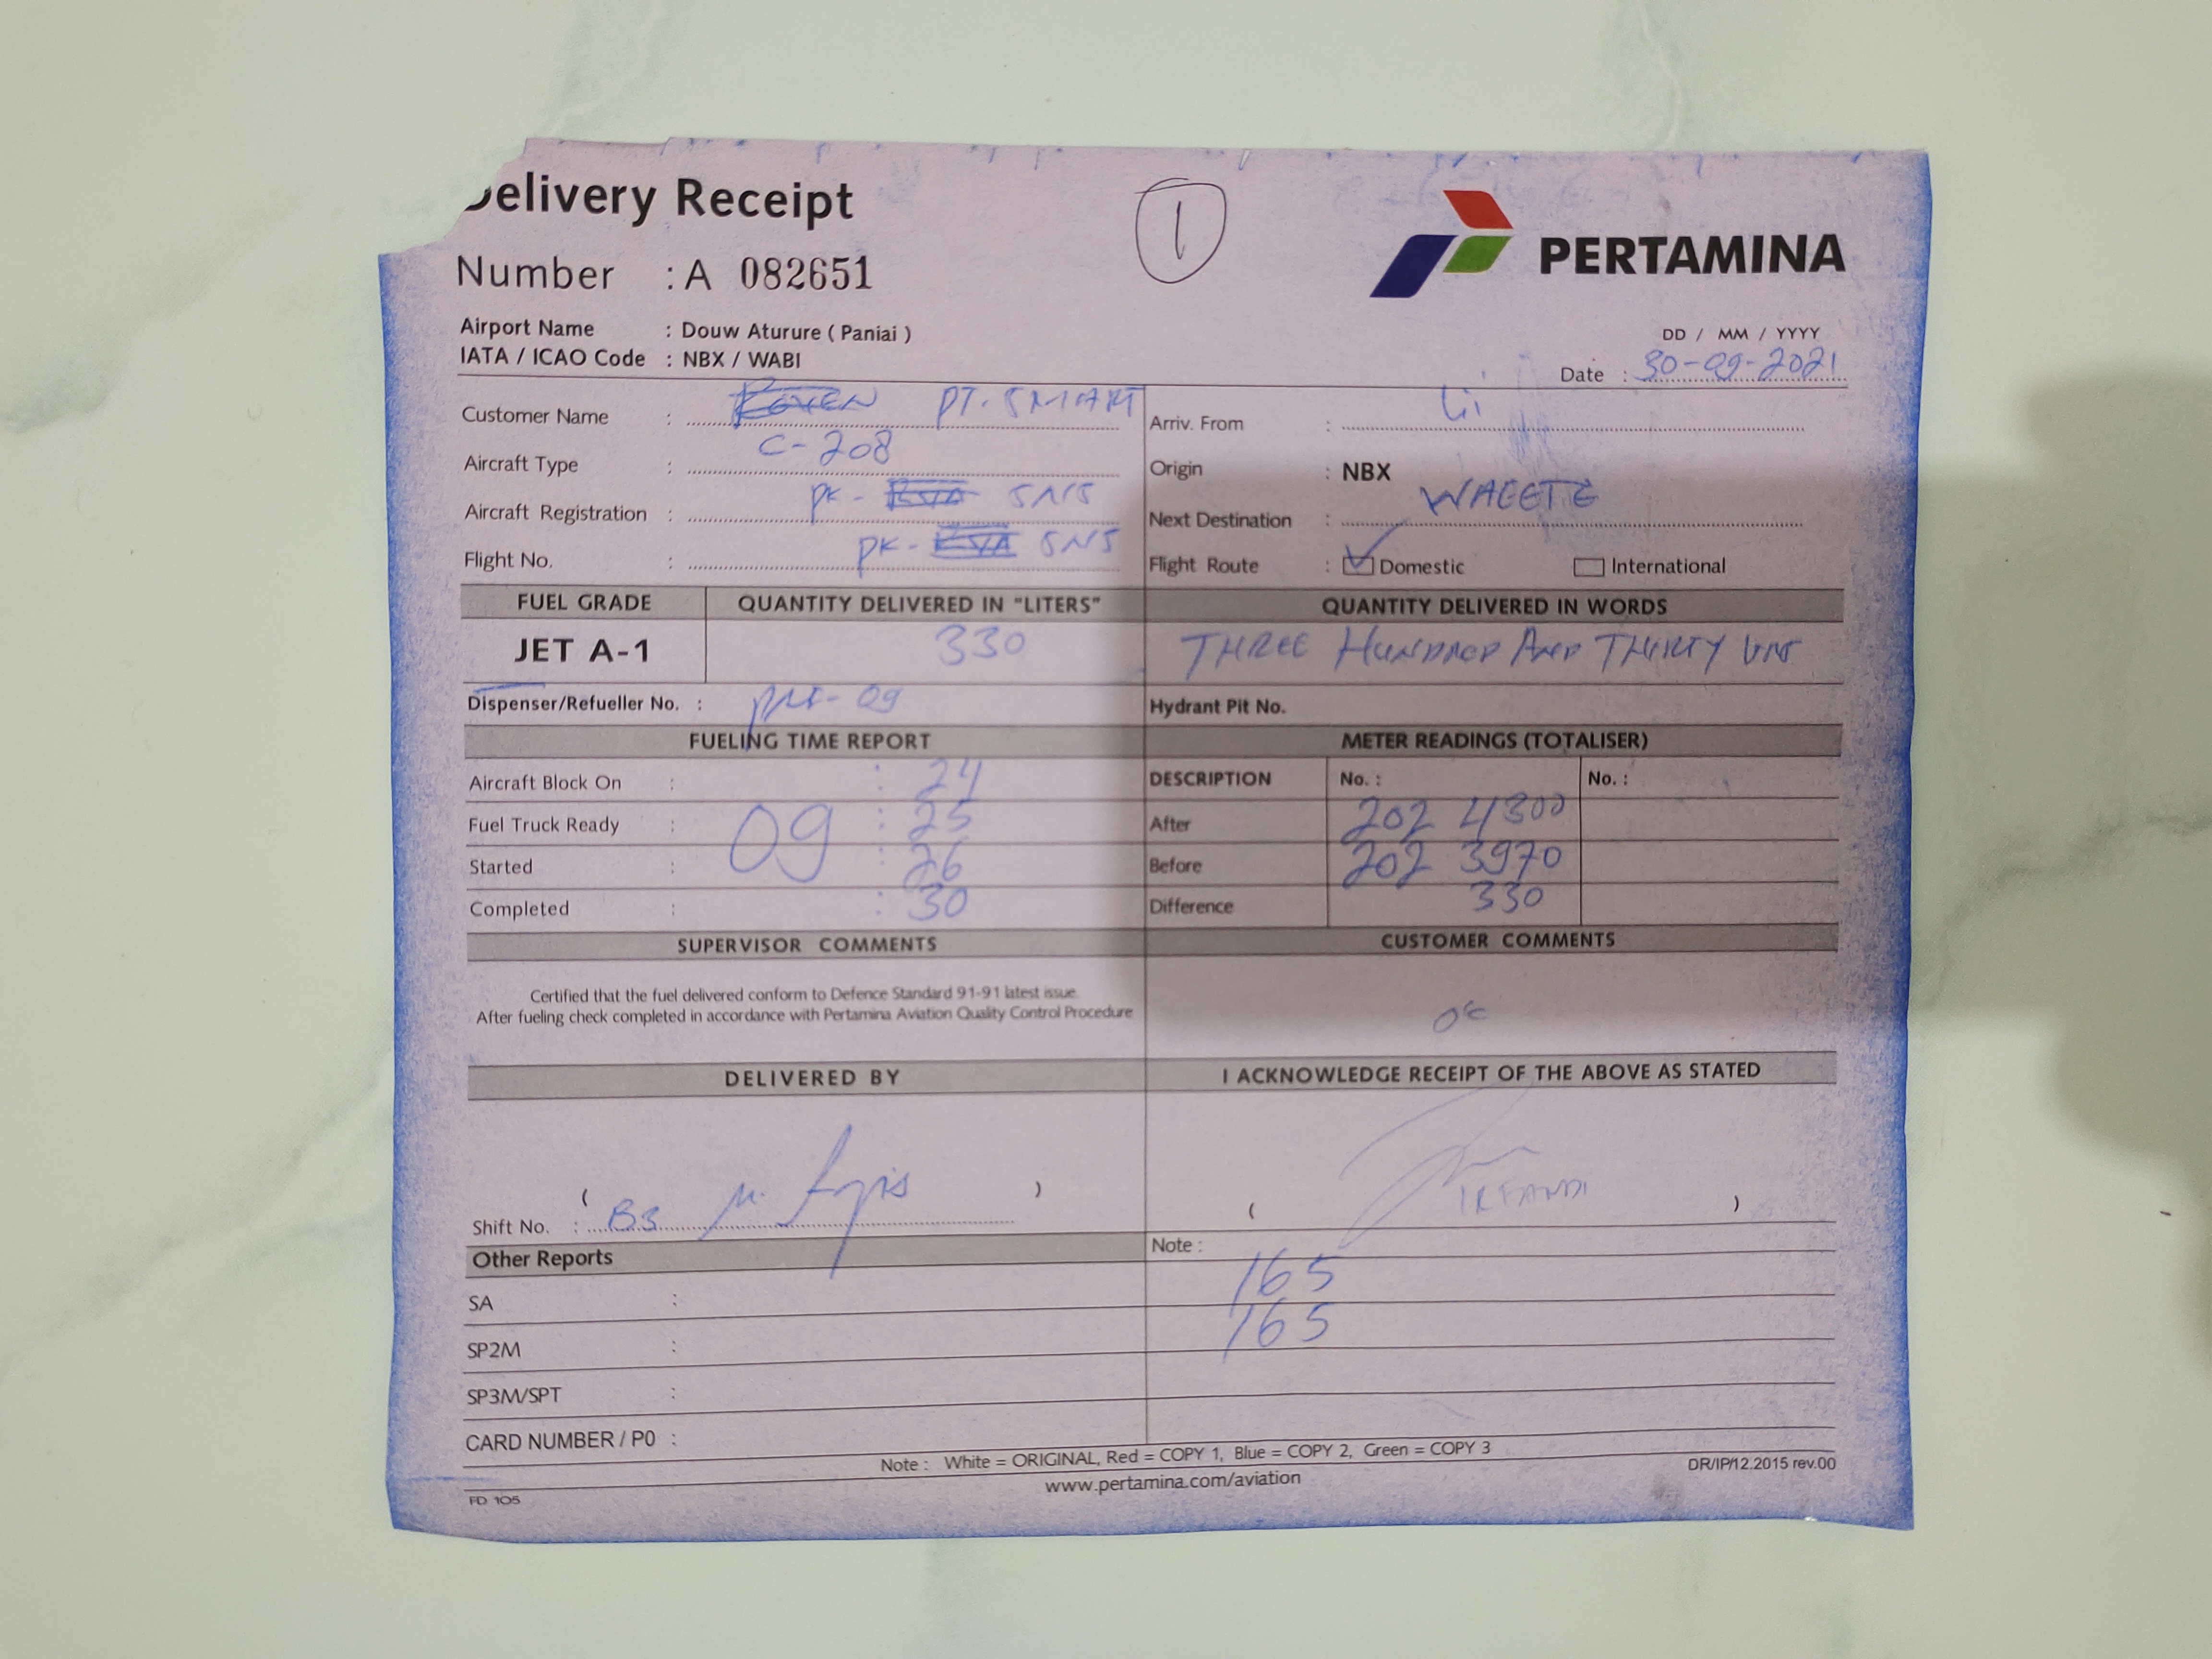 Delivery Receipt
1
PERTAMINA
Number : A 082651
Airport Name : Douw Aturure ( Paniai )
IATA / ICAO Code : NBX / WABI
DD / MM / YYYY
Date : 30-09-2021
Customer Name : PT. SMART
Aircraft Type : C-208
Aircraft Registration : PK- SNS
Flight No. : PK- SNS
Arriv. From :
Origin : NBX
Next Destination : WAGETE
Flight Route : Domestic International
FUEL GRADE QUANTITY DELIVERED IN "LITERS" QUANTITY DELIVERED IN WORDS
JET A-1 330 THREE HUNDRED AND THIRTY
Dispenser/Refueller No. : Hydrant Pit No.
FUELING TIME REPORT
Aircraft Block On : : 24
Fuel Truck Ready : 09 : 25
Started : : 26
Completed : : 30
METER READINGS (TOTALISER)
DESCRIPTION No. : No. :
After 202 4300
Before 202 3970
Difference 330
SUPERVISOR COMMENTS
Certified that the fuel delivered conform to Defence Standard 91-91 latest issue.
After fueling check completed in accordance with Pertamina Aviation Quality Control Procedure
CUSTOMER COMMENTS
OK
DELIVERED BY
( )
Shift No. : B3
I ACKNOWLEDGE RECEIPT OF THE ABOVE AS STATED
( IRFANDI )
Other Reports
SA :
SP2M :
SP3M/SPT :
CARD NUMBER / P0 :
Note :
165
165
Note : White = ORIGINAL, Red = COPY 1, Blue = COPY 2, Green = COPY 3
www.pertamina.com/aviation
DR/IP/12.2015 rev.00
FD 105